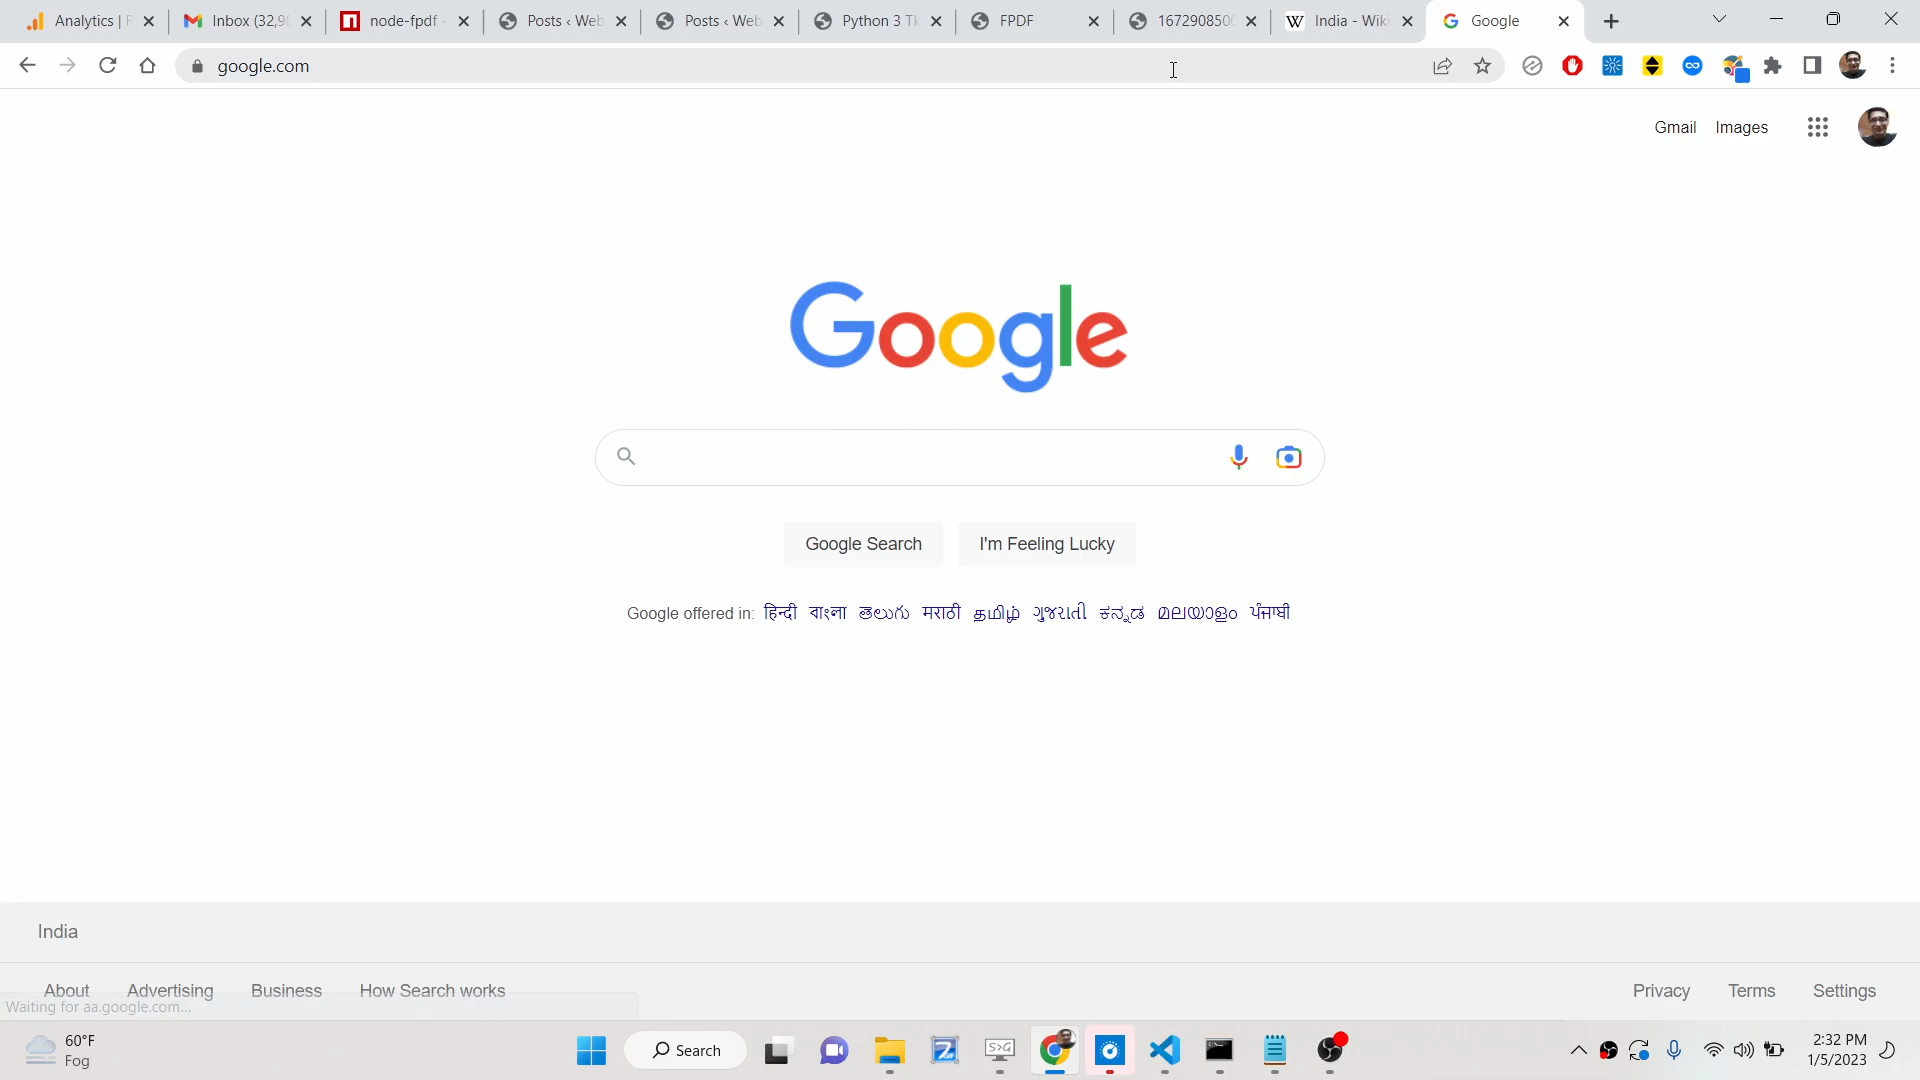 Analytics | Inbox (32,98 node-fpdf - Posts ‹ Web Posts ‹ Web Python 3 Tk FPDF 1672908500 India - Wiki Google
google.com
Gmail Images
Google
Google Search I'm Feeling Lucky
Google offered in: हिन्दी বাংলা తెలుగు मराठी தமிழ் ગુજરાતી ಕನ್ನಡ മലയാളം ਪੰਜਾਬੀ
India
About Advertising Business How Search works Privacy Terms Settings
Waiting for aa.google.com...
60°F
Fog
Search
2:32 PM
1/5/2023